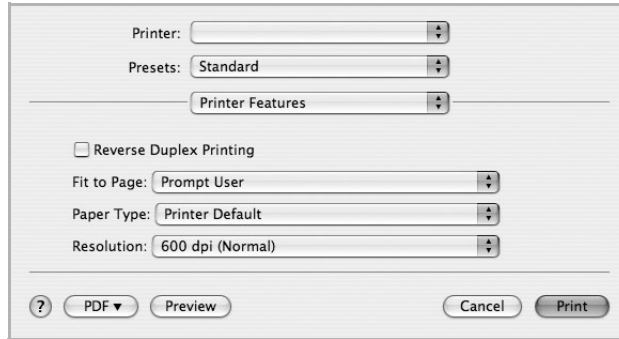 Printer:
Presets: Standard
Printer Features
Reverse Duplex Printing
Fit to Page: Prompt User
Paper Type: Printer Default
Resolution: 600 dpi (Normal)
? PDF ▼ Preview Cancel Print